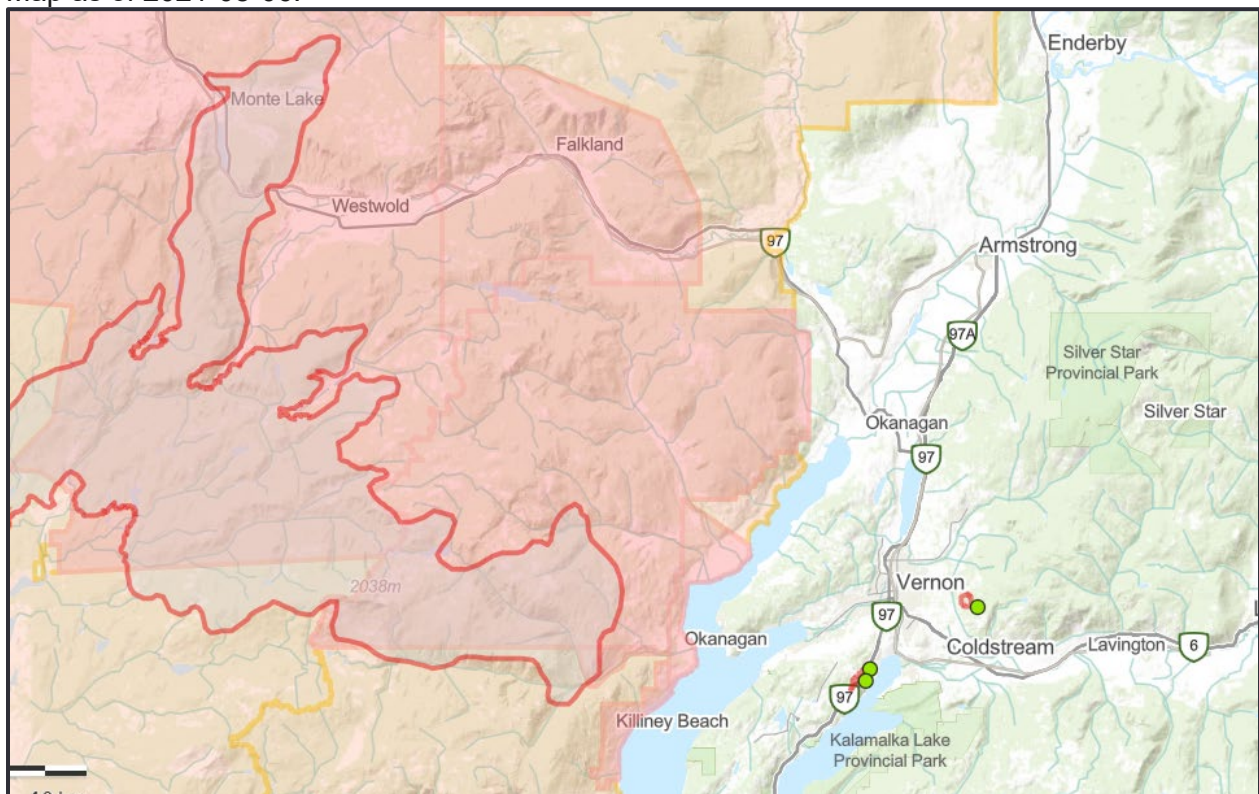 Enderby
Monte Lake
Falkland
Westwold
97
Armstrong
97A
Silver Star
Provincial Park
Silver Star
Okanagan
97
2038m
Vernon
97
Okanagan
Coldstream
Lavington
6
97
Killiney Beach
Kalamalka Lake
Provincial Park